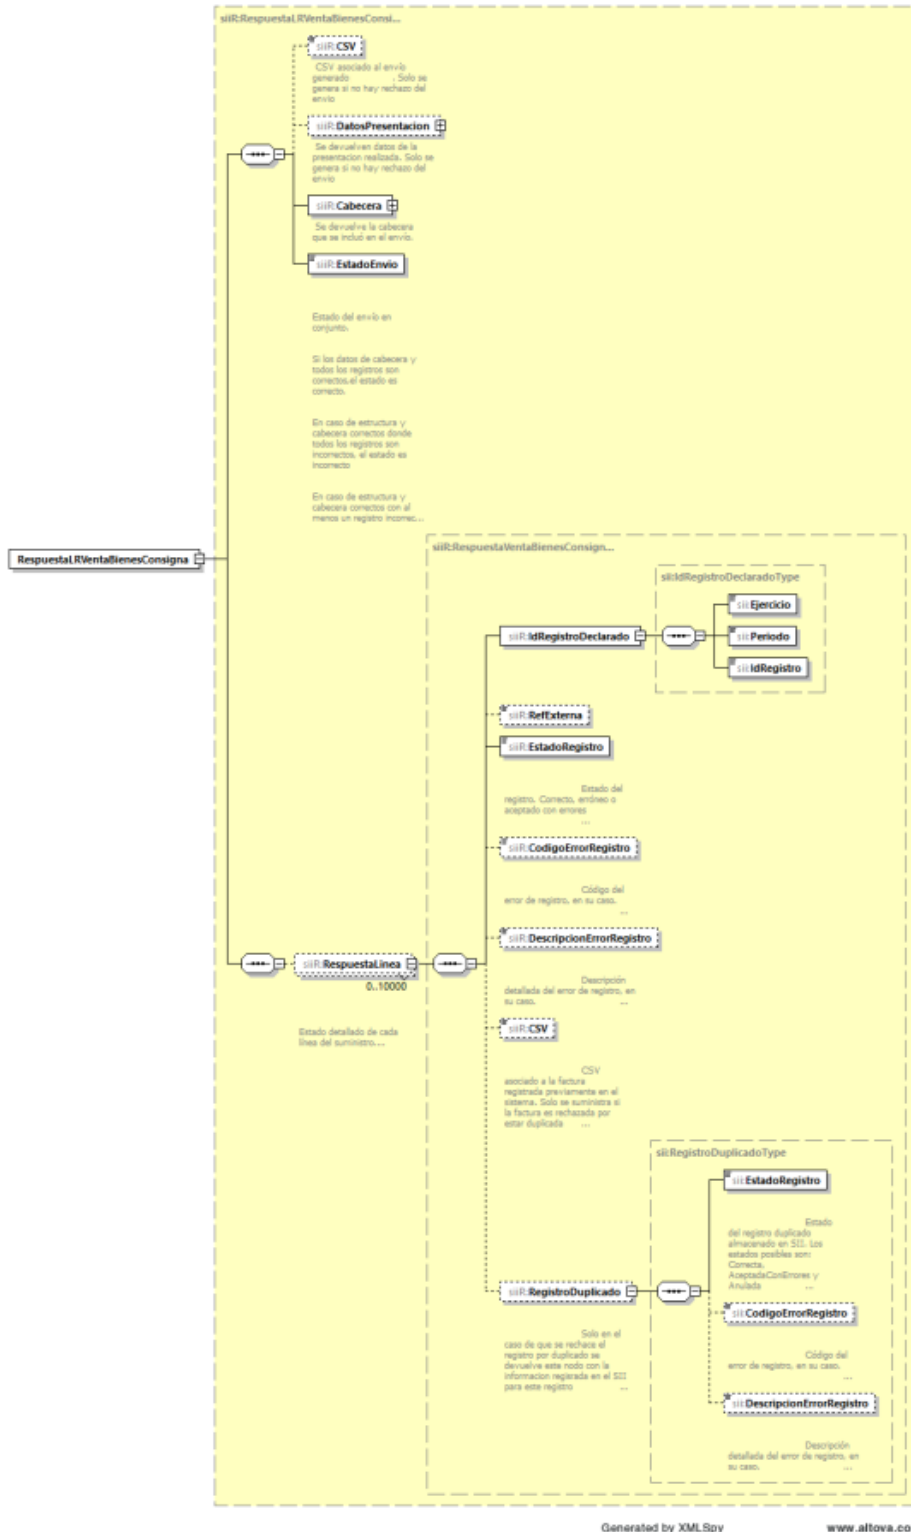 siiR:RespuestaLRVentaBienesConsi...
siiR:CSV
CSV asociado al envío
generado . Solo se
genera si no hay rechazo del
envio
siiR:DatosPresentacion
Se devuelven datos de la
presentacion realizada. Solo se
genera si no hay rechazo del
envio
siiR:Cabecera
Se devuelve la cabecera
que se incluó en el envío.
siiR:EstadoEnvio
Estado del envío en
conjunto.
Si los datos de cabecera y
todos los registros son
correctos,el estado es
correcto.
En caso de estructura y
cabecera correctos donde
todos los registros son
incorrectos, el estado es
incorrecto
En caso de estructura y
cabecera correctos con al
menos un registro incorrec...
RespuestaLRVentaBienesConsigna
siiR:RespuestaVentaBienesConsign...
sii:IdRegistroDeclaradoType
siiR:IdRegistroDeclarado
sii:Ejercicio
sii:Periodo
sii:IdRegistro
siiR:RefExterna
siiR:EstadoRegistro
Estado del
registro. Correcto, erróneo o
aceptado con errores
...
siiR:CodigoErrorRegistro
Código del
error de registro, en su caso.
...
siiR:DescripcionErrorRegistro
Descripción
detallada del error de registro, en
su caso. ...
siiR:RespuestaLinea
0..10000
Estado detallado de cada
línea del suministro...
siiR:CSV
CSV
asociado a la factura
registrada previamente en el
sistema. Solo se suministra si
la factura es rechazada por
estar duplicada ...
sii:RegistroDuplicadoType
sii:EstadoRegistro
Estado
del registro duplicado
almacenado en SII. Los
estados posibles son:
Correcta,
AceptadaConErrores y
Anulada ...
siiR:RegistroDuplicado
Solo en el
caso de que se rechace el
registro por duplicado se
devuelve este nodo con la
informacion regisrada en el SII
para este registro ...
sii:CodigoErrorRegistro
Código del
error de registro, en su caso.
...
sii:DescripcionErrorRegistro
Descripción
detallada del error de registro, en
su caso. ...
Generated by XMLSpy
www.altova.co